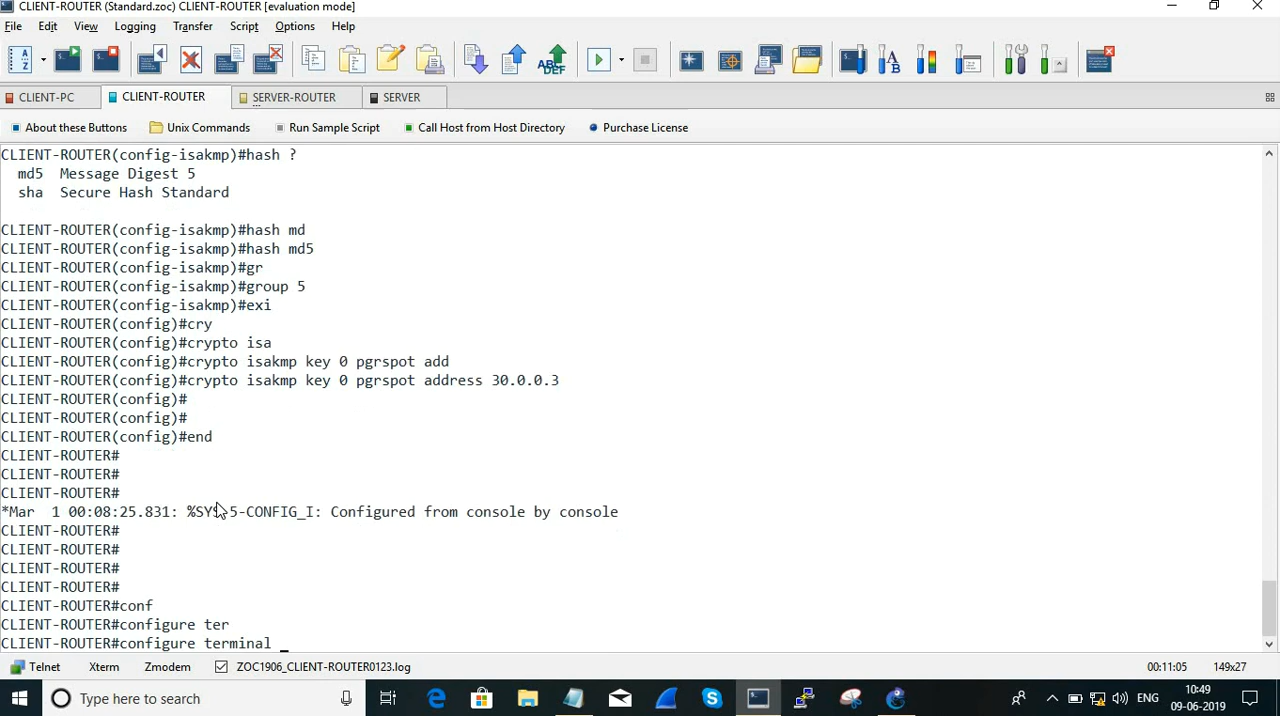 CLIENT-ROUTER (Standard.zoc) CLIENT-ROUTER [evaluation mode]
File Edit View Logging Transfer Script Options Help
CLIENT-PC CLIENT-ROUTER SERVER-ROUTER SERVER
About these Buttons Unix Commands Run Sample Script Call Host from Host Directory Purchase License
CLIENT-ROUTER(config-isakmp)#hash ?
md5 Message Digest 5
sha Secure Hash Standard
CLIENT-ROUTER(config-isakmp)#hash md
CLIENT-ROUTER(config-isakmp)#hash md5
CLIENT-ROUTER(config-isakmp)#gr
CLIENT-ROUTER(config-isakmp)#group 5
CLIENT-ROUTER(config-isakmp)#exi
CLIENT-ROUTER(config)#cry
CLIENT-ROUTER(config)#crypto isa
CLIENT-ROUTER(config)#crypto isakmp key 0 pgrspot add
CLIENT-ROUTER(config)#crypto isakmp key 0 pgrspot address 30.0.0.3
CLIENT-ROUTER(config)#
CLIENT-ROUTER(config)#
CLIENT-ROUTER(config)#end
CLIENT-ROUTER#
CLIENT-ROUTER#
CLIENT-ROUTER#
*Mar 1 00:08:25.831: %SYS-5-CONFIG_I: Configured from console by console
CLIENT-ROUTER#
CLIENT-ROUTER#
CLIENT-ROUTER#
CLIENT-ROUTER#
CLIENT-ROUTER#conf
CLIENT-ROUTER#configure ter
CLIENT-ROUTER#configure terminal _
Telnet Xterm Zmodem ZOC1906_CLIENT-ROUTER0123.log 00:11:05 149x27
Type here to search ENG 10:49
09-06-2019